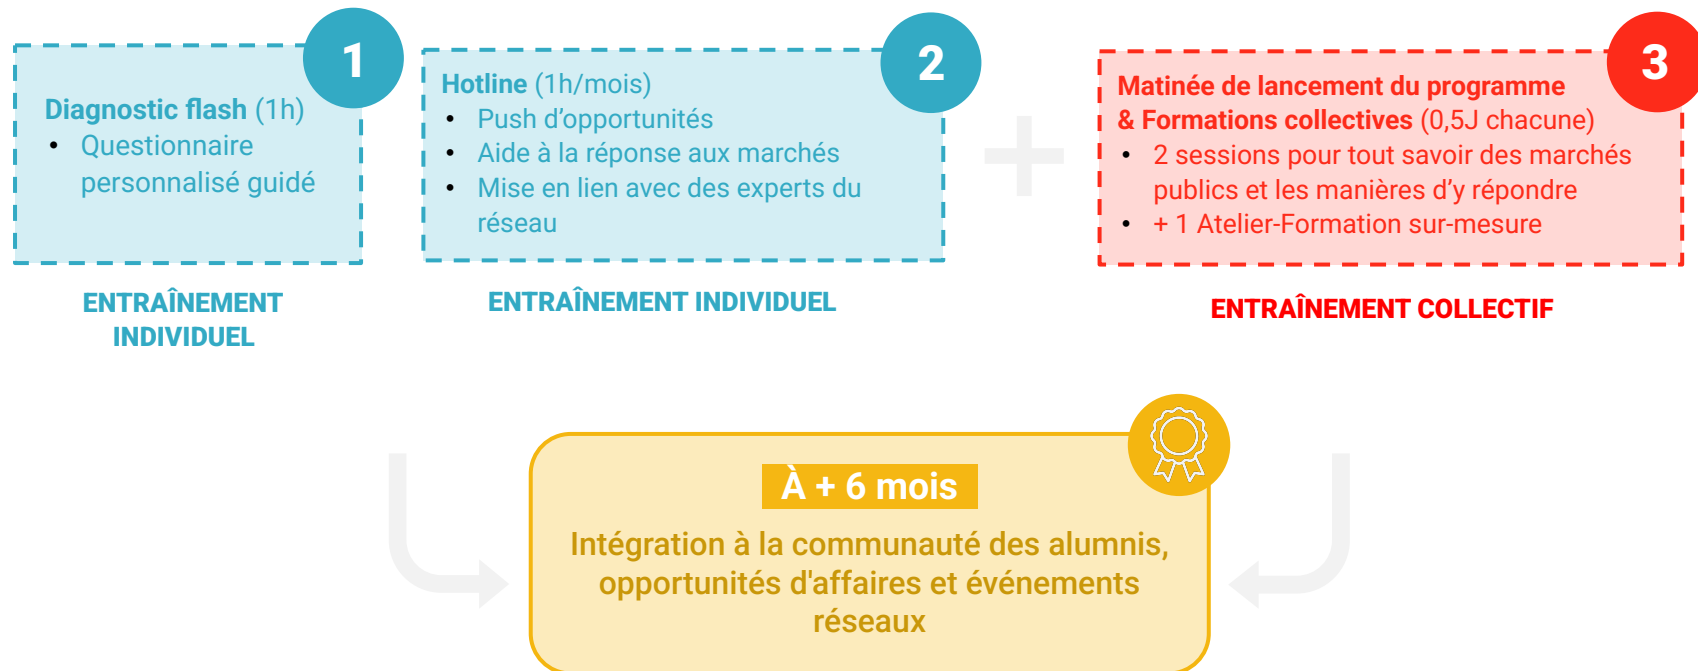 1
Diagnostic flash (1h)
• Questionnaire
personnalisé guidé
ENTRAÎNEMENT
INDIVIDUEL
2
Hotline (1h/mois)
• Push d’opportunités
• Aide à la réponse aux marchés
• Mise en lien avec des experts du
réseau
ENTRAÎNEMENT INDIVIDUEL
+
3
Matinée de lancement du programme
& Formations collectives (0,5J chacune)
• 2 sessions pour tout savoir des marchés
publics et les manières d’y répondre
• + 1 Atelier-Formation sur-mesure
ENTRAÎNEMENT COLLECTIF
À + 6 mois
Intégration à la communauté des alumnis,
opportunités d'affaires et événements
réseaux